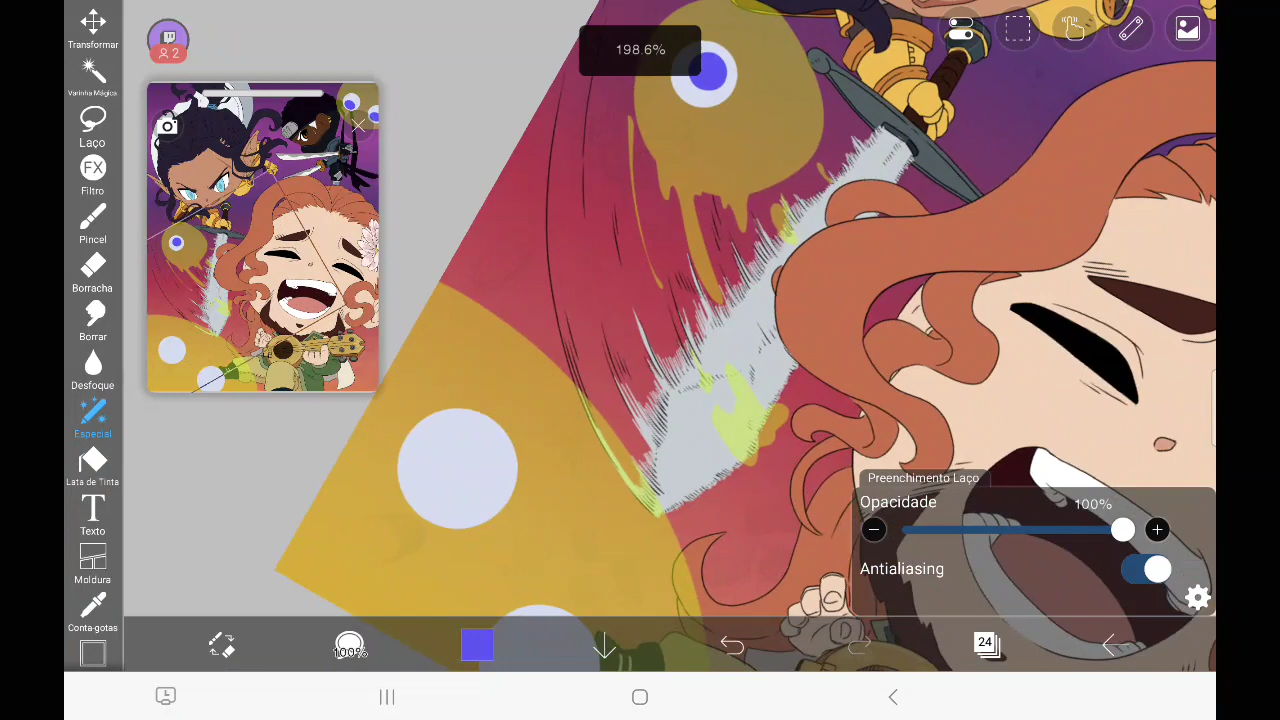 Transformar
Varinha Mágica
Laço
FX
Filtro
Pincel
Borracha
Borrar
Desfoque
Especial
Lata de Tinta
T
Texto
Moldura
Conta-gotas
2
198.6%
Preenchimento Laço
Opacidade
100%
Antialiasing
100%
24